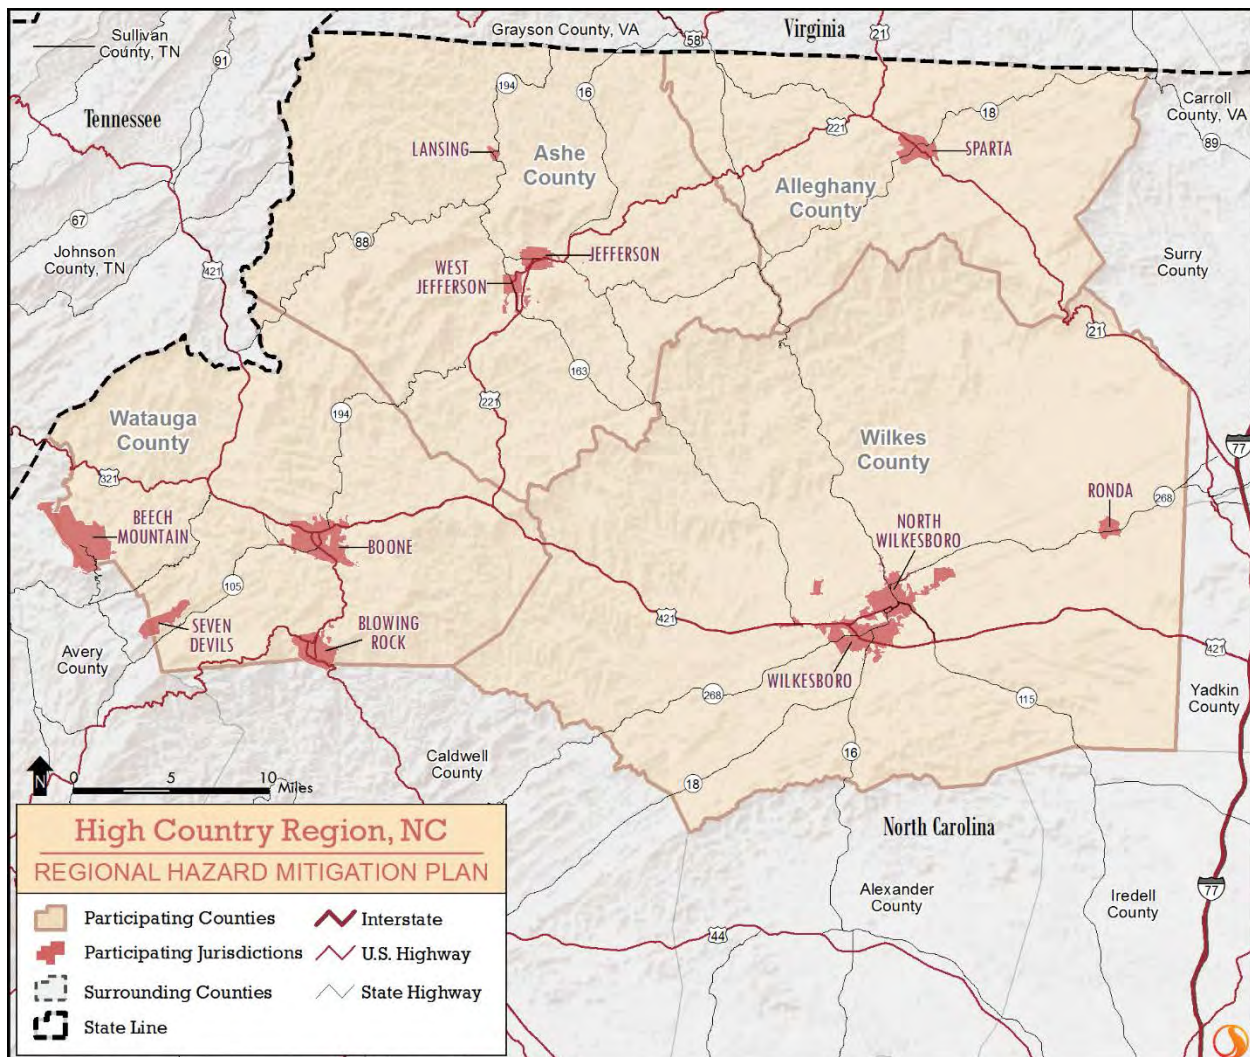 Sullivan
County, TN
Grayson County, VA
Virginia
58
21
91
Tennessee
194
16
18
Carroll
County, VA
221
89
LANSING
Ashe
County
SPARTA
Alleghany
County
67
88
Johnson
County, TN
JEFFERSON
Surry
County
WEST
JEFFERSON
421
21
163
221
194
Watauga
County
Wilkes
County
77
321
RONDA
268
BEECH
MOUNTAIN
NORTH
WILKESBORO
BOONE
105
SEVEN
DEVILS
BLOWING
ROCK
421
421
Avery
County
WILKESBORO
268
115
Yadkin
County
16
Caldwell
County
18
N
0 5 10
Miles
North Carolina
High Country Region, NC
REGIONAL HAZARD MITIGATION PLAN
Alexander
County
Iredell
County
77
44
Participating Counties
Interstate
Participating Jurisdictions
U.S. Highway
Surrounding Counties
State Highway
State Line